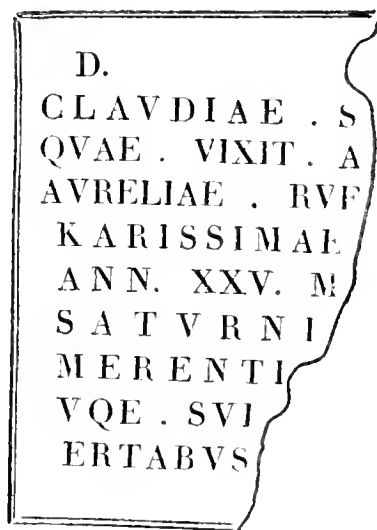 D.
CLAVDIAE . S
QVAE . VIXIT . A
AVRELIAE . RVF
KARISSIMAE
ANN. XXV. M
SATVRNI
MERENTI
VQE . SVI
ERTABVS